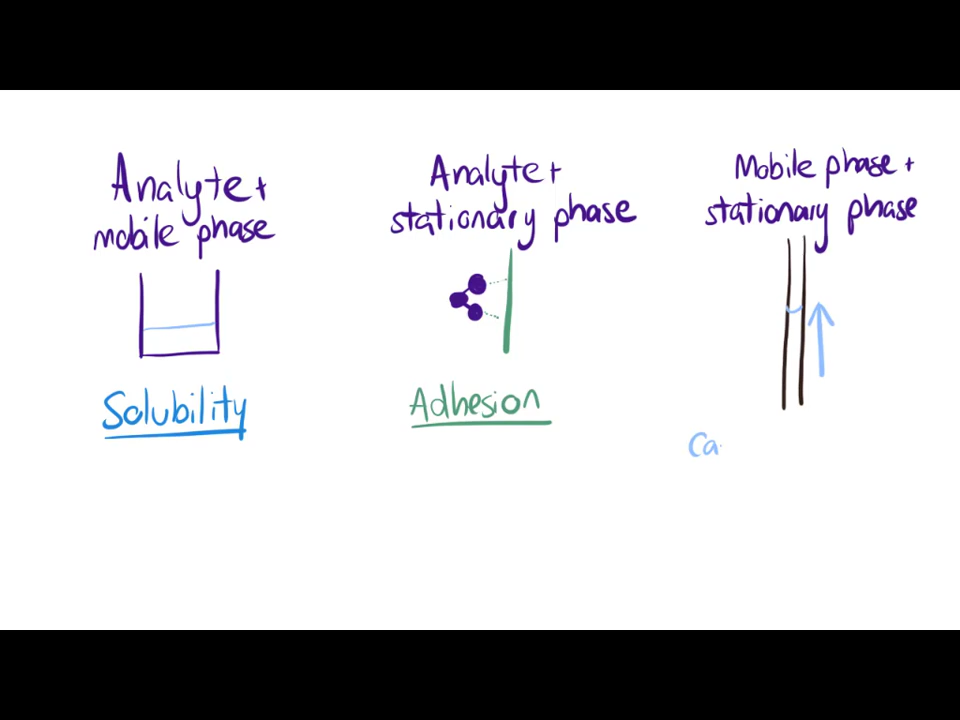 Analyte +
mobile phase
Solubility
Analyte +
stationary phase
Adhesion
Mobile phase +
stationary phase
Ca